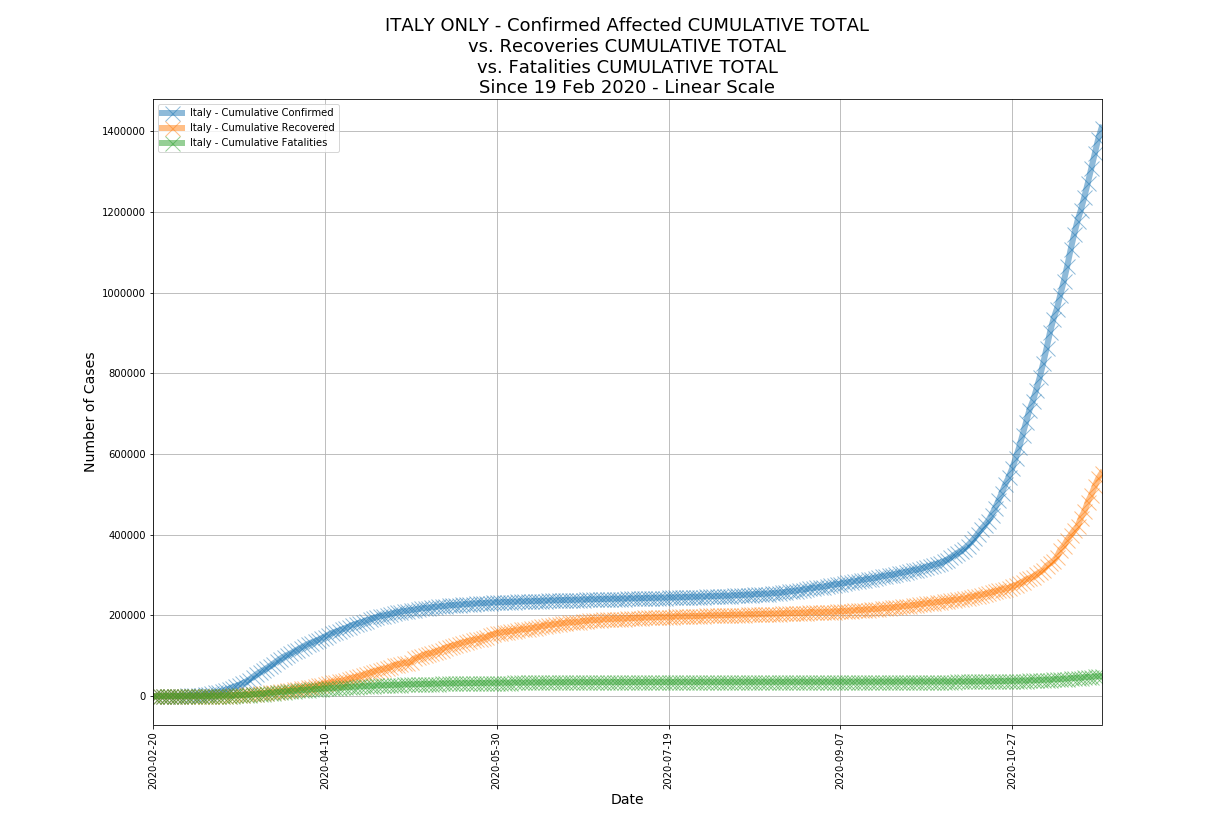 ITALY ONLY - Confirmed Affected CUMULATIVE TOTAL
vs. Recoveries CUMULATIVE TOTAL
vs. Fatalities CUMULATIVE TOTAL
Since 19 Feb 2020 - Linear Scale
Italy - Cumulative Confirmed
Italy - Cumulative Recovered
Italy - Cumulative Fatalities
Number of Cases
1400000
1200000
1000000
800000
600000
400000
200000
0
2020-02-20
2020-04-10
2020-05-30
2020-07-19
2020-09-07
2020-10-27
Date